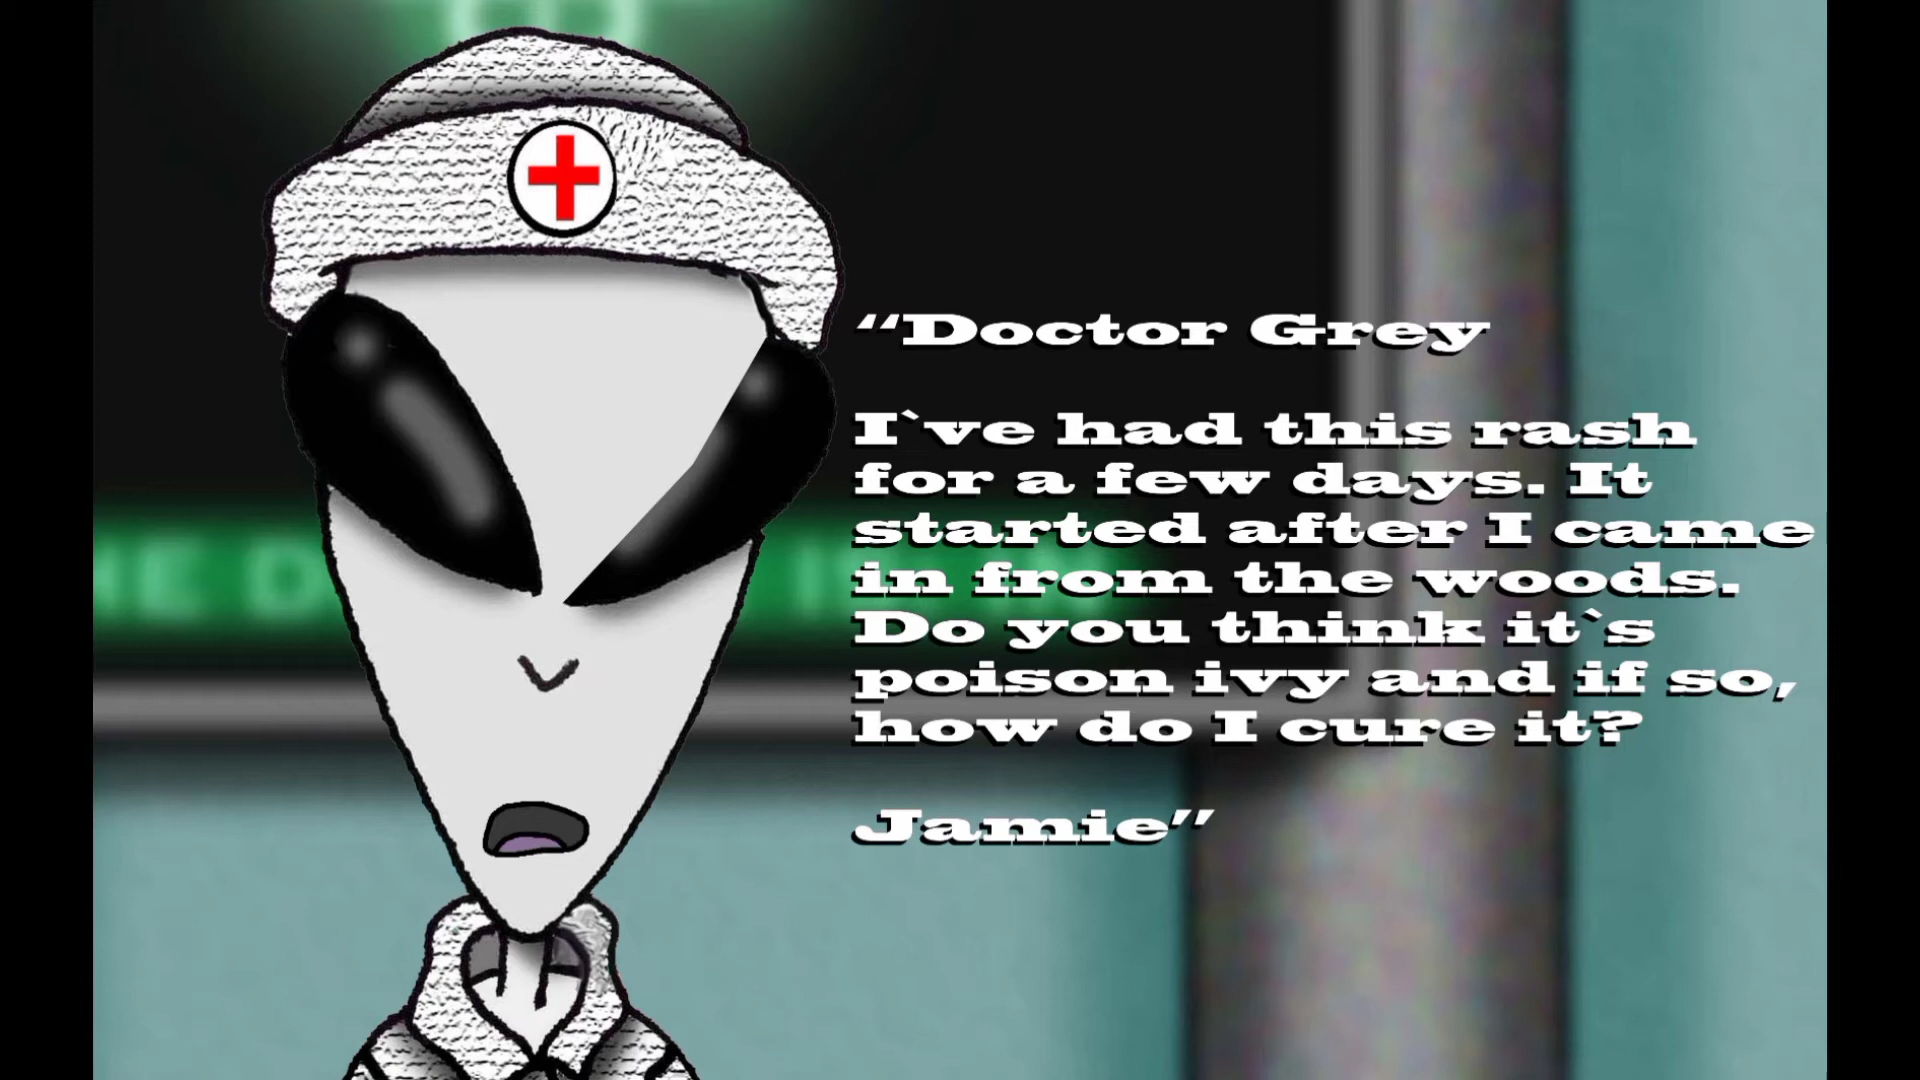 “Doctor Grey
I`ve had this rash
for a few days. It
started after I came
in from the woods.
Do you think it`s
poison ivy and if so,
how do I cure it?
Jamie”